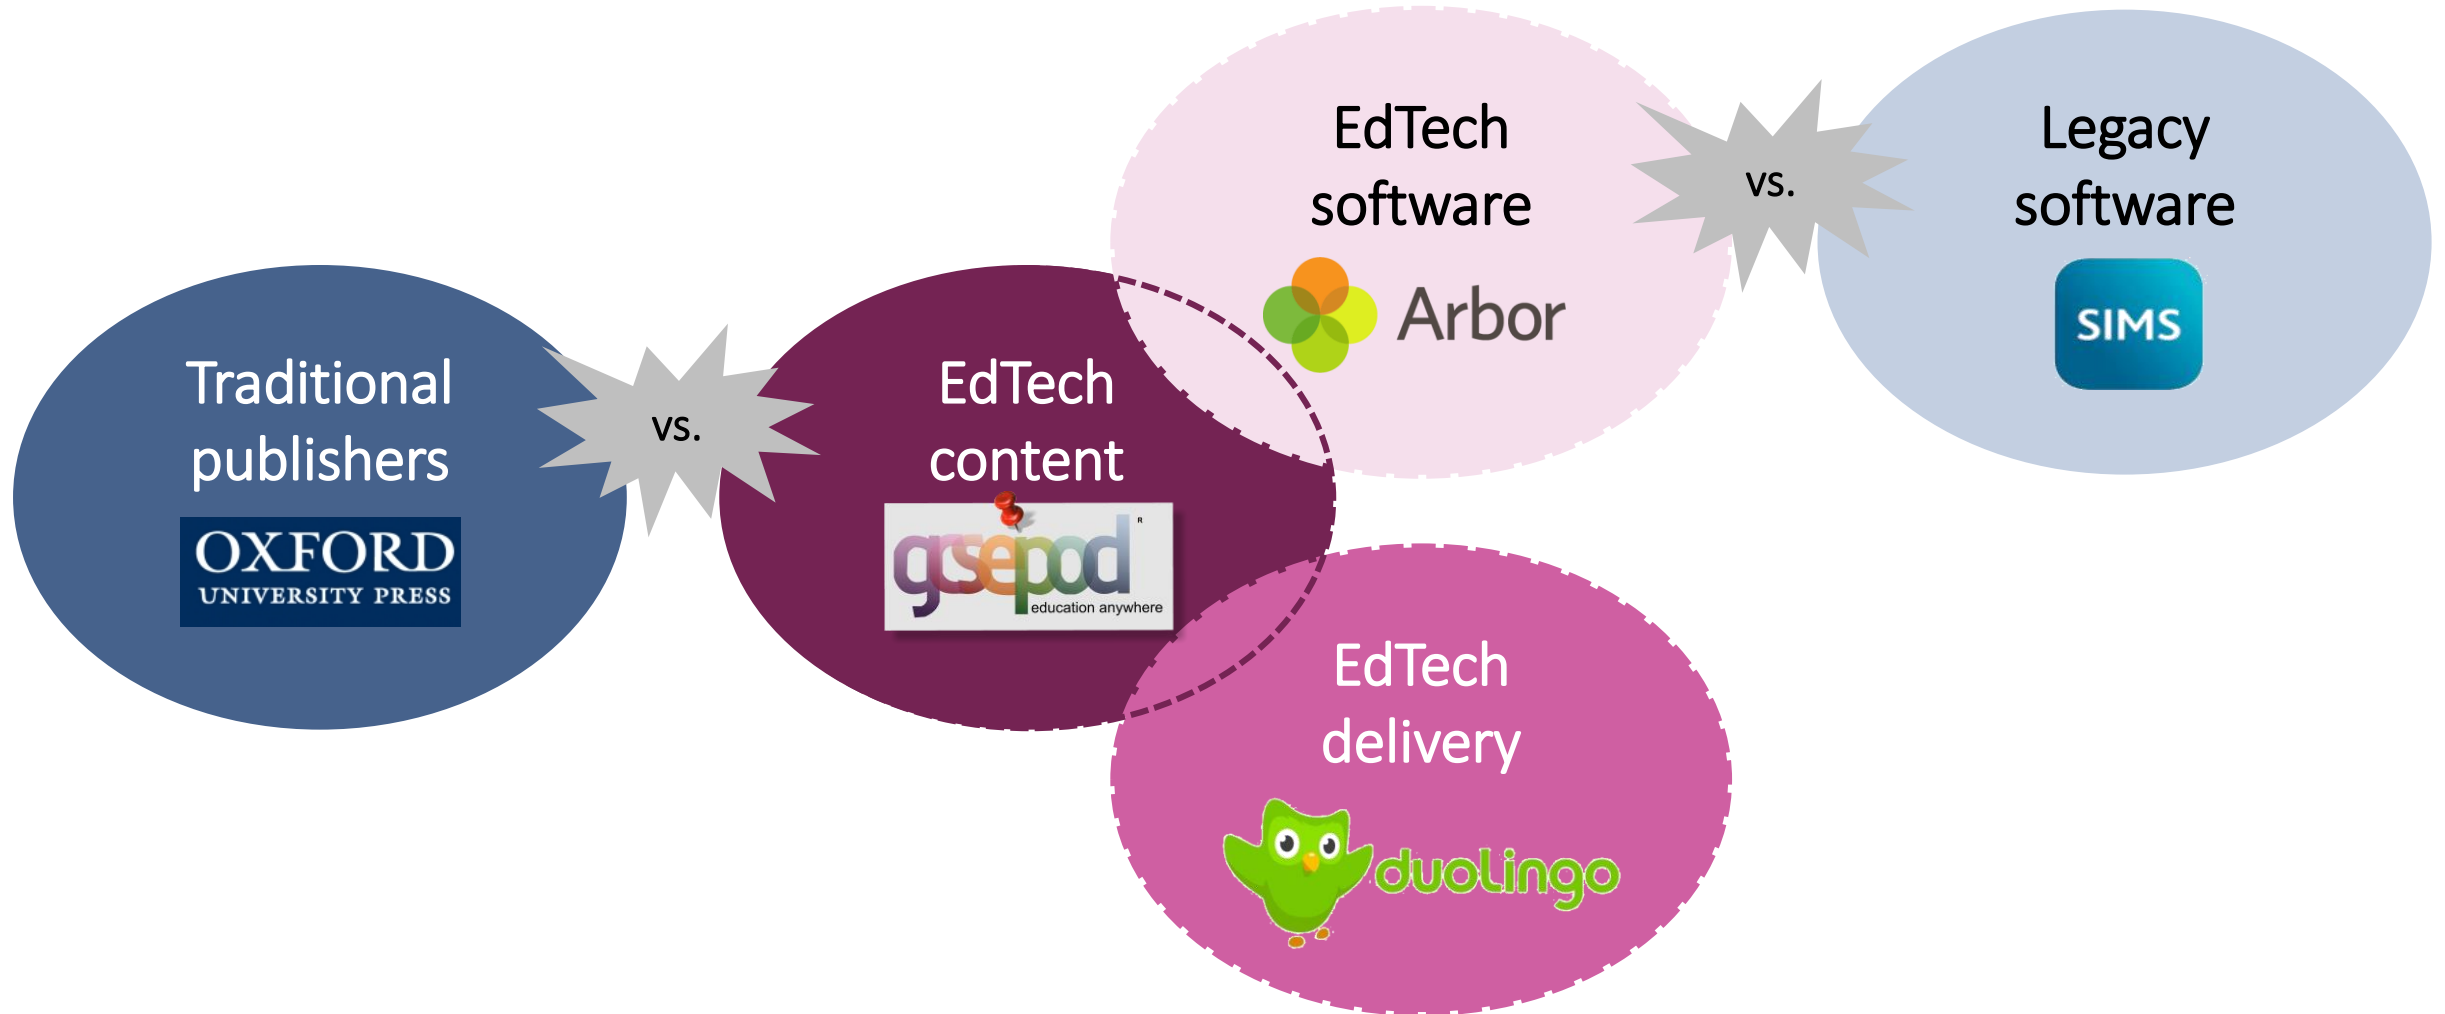 EdTech
software
Arbor
vs.
Legacy
software
SIMS
Traditional
publishers
OXFORD
UNIVERSITY PRESS
vs.
EdTech
content
gcsepod®
education anywhere
EdTech
delivery
duolingo